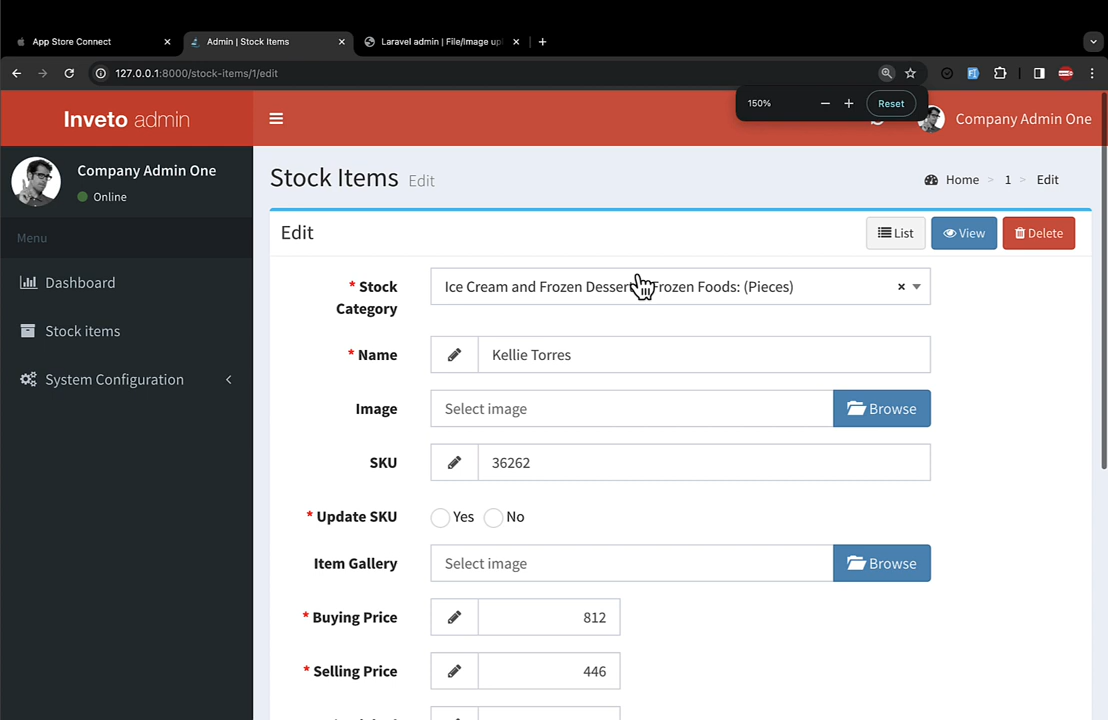 App Store Connect
Admin | Stock Items
Laravel admin | File/Image up
127.0.0.1:8000/stock-items/1/edit
150%
Reset
Inveto admin
Company Admin One
Company Admin One
Online
Stock Items Edit
Home > 1 > Edit
Menu
Edit
List
View
Delete
Dashboard
* Stock Category
Ice Cream and Frozen Dessert Frozen Foods: (Pieces)
Stock items
* Name
Kellie Torres
System Configuration
Image
Select image
Browse
SKU
36262
* Update SKU
Yes
No
Item Gallery
Select image
Browse
* Buying Price
812
* Selling Price
446